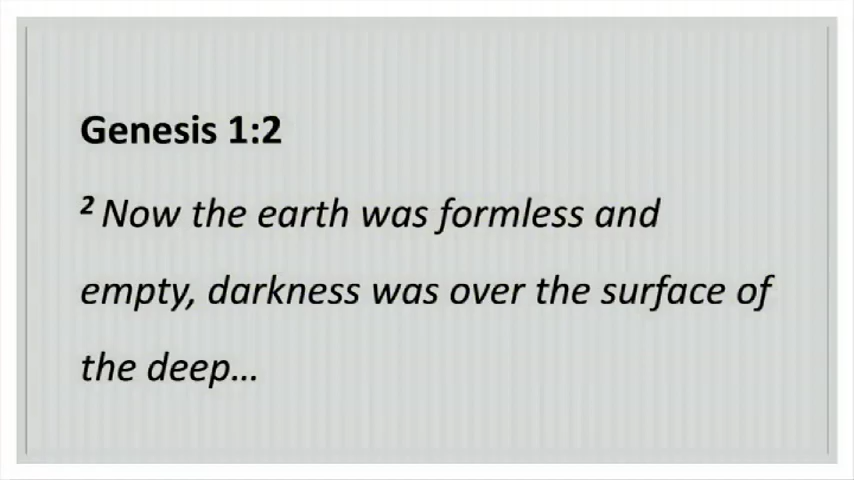 Genesis 1:2
² Now the earth was formless and
empty, darkness was over the surface of
the deep…